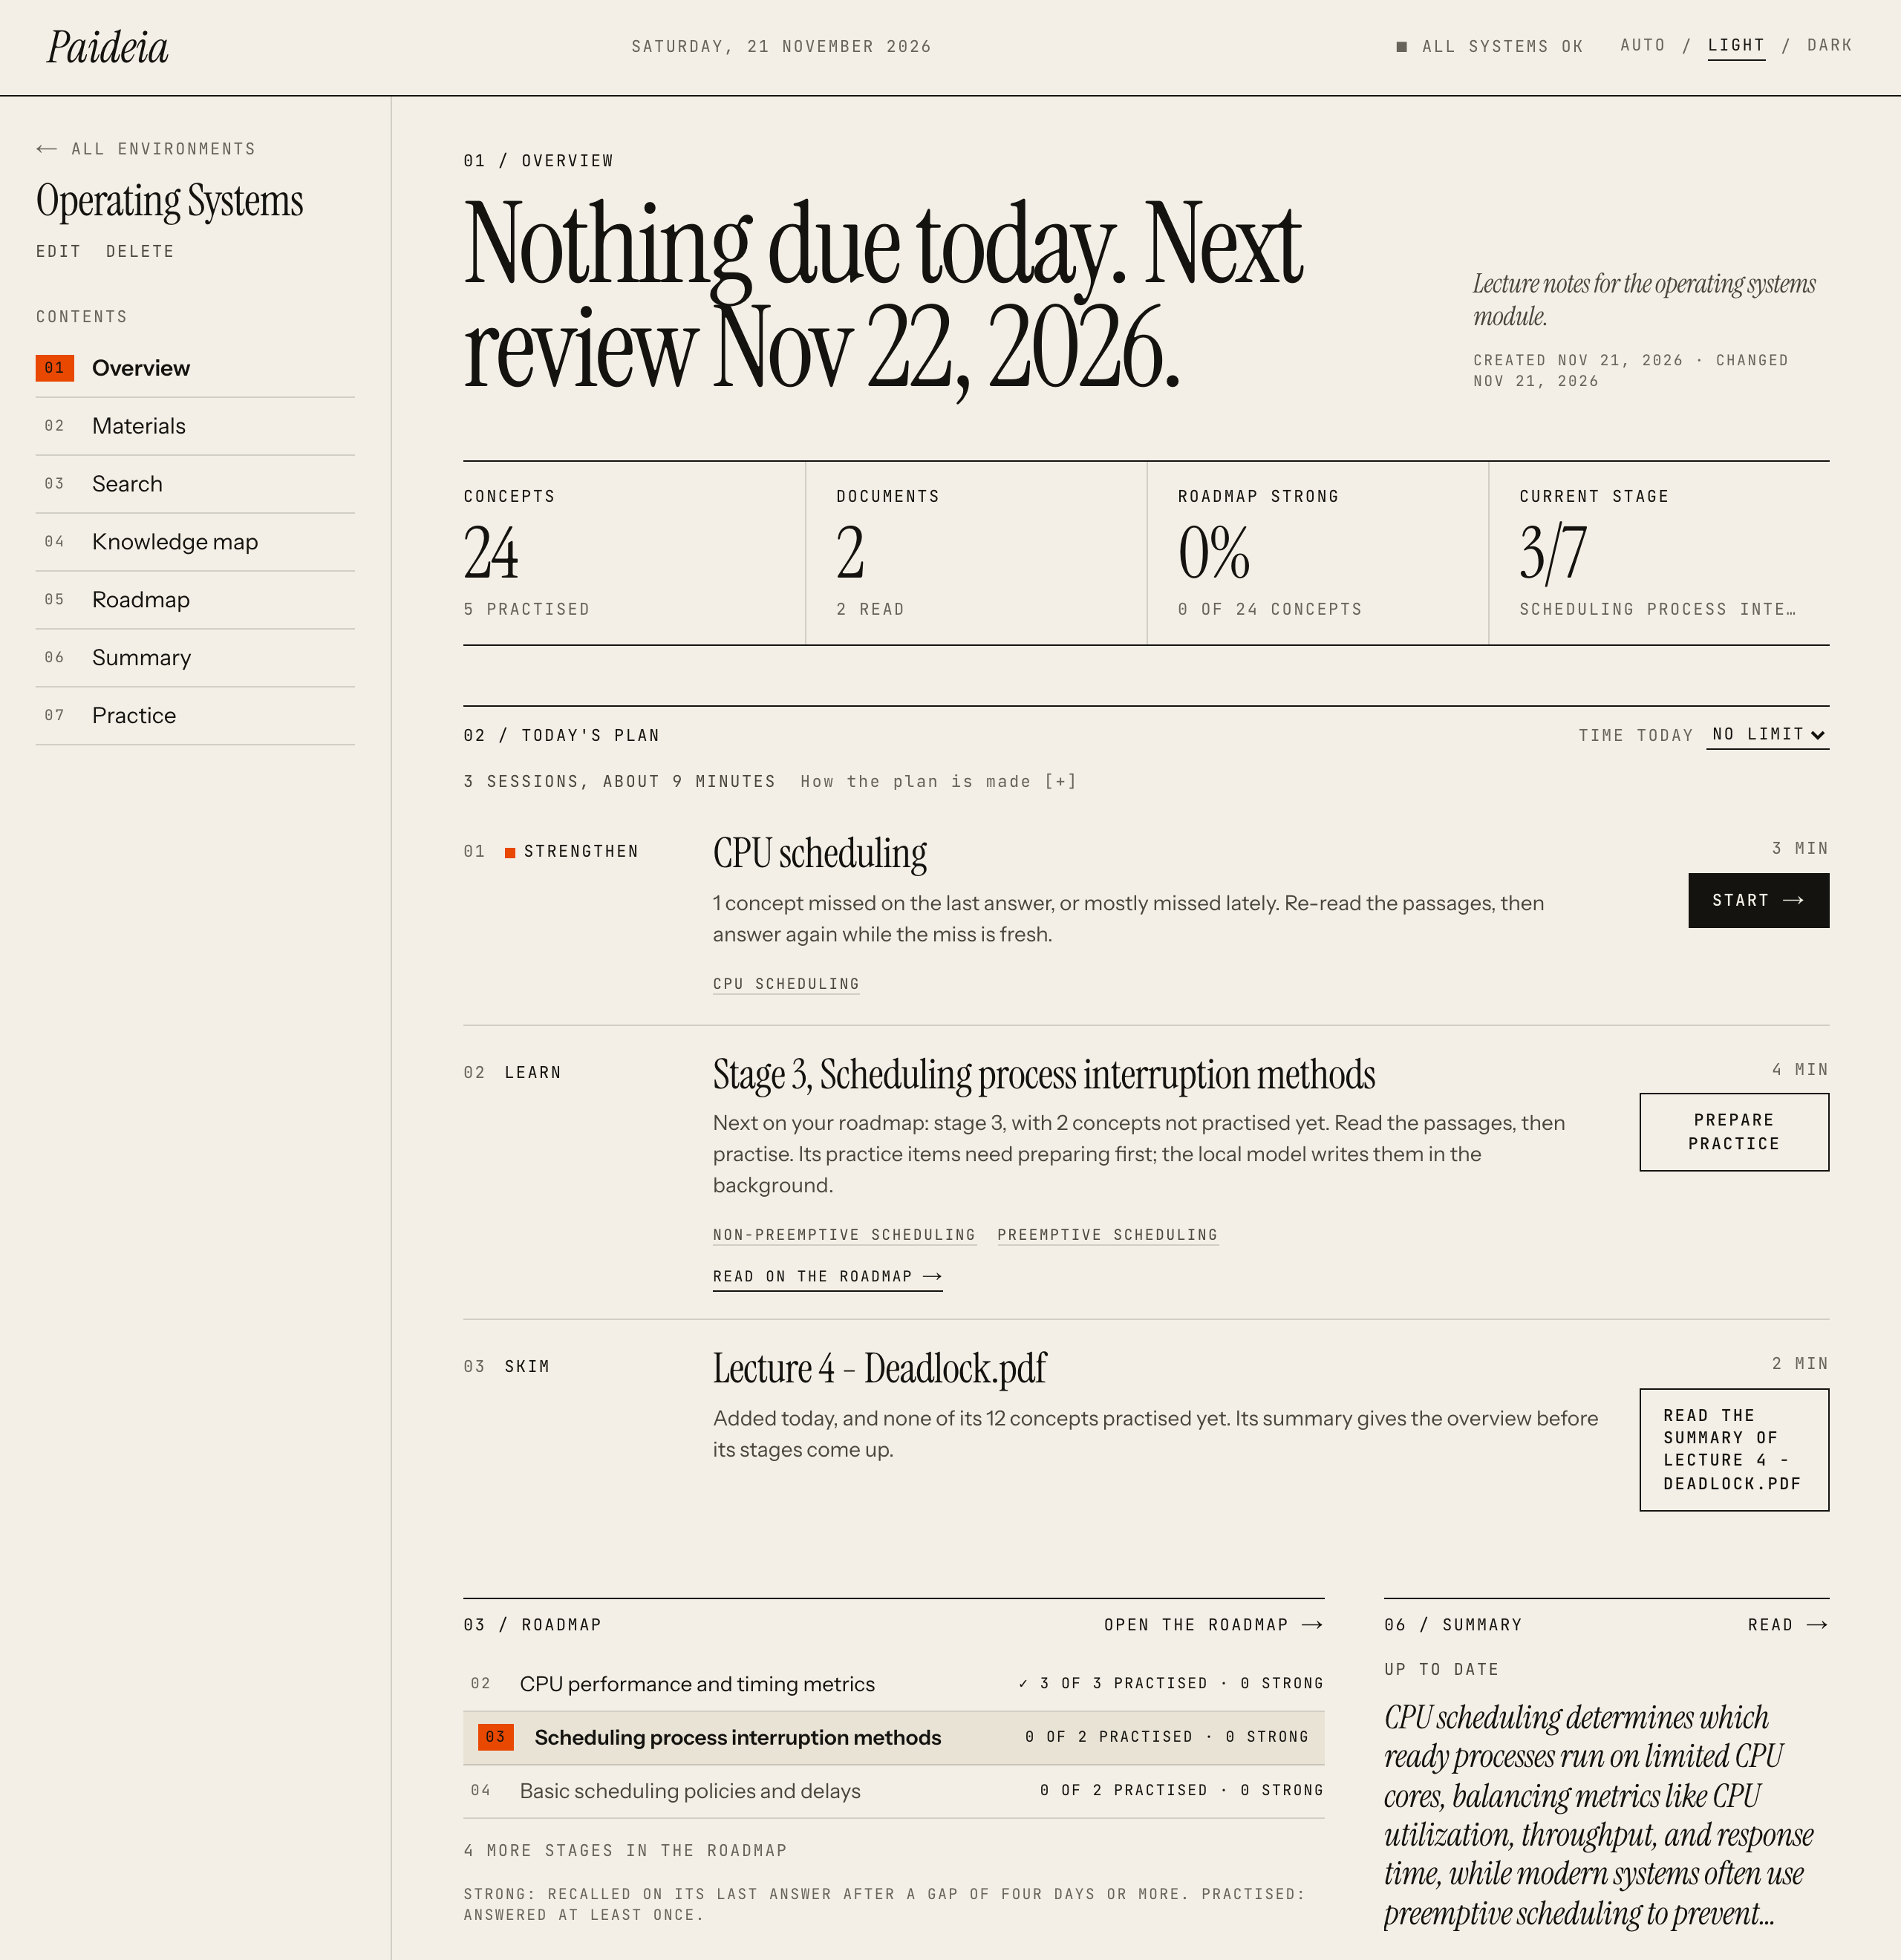 Paideia
SATURDAY, 21 NOVEMBER 2026
ALL SYSTEMS OK
AUTO / LIGHT / DARK
← ALL ENVIRONMENTS
Operating Systems
EDIT DELETE
CONTENTS
01 Overview
02 Materials
03 Search
04 Knowledge map
05 Roadmap
06 Summary
07 Practice
01 / OVERVIEW
Nothing due today. Next
review Nov 22, 2026.
Lecture notes for the operating systems
module.
CREATED NOV 21, 2026 · CHANGED
NOV 21, 2026
CONCEPTS
24
5 PRACTISED
DOCUMENTS
2
2 READ
ROADMAP STRONG
0%
0 OF 24 CONCEPTS
CURRENT STAGE
3/7
SCHEDULING PROCESS INTE…
02 / TODAY'S PLAN
TIME TODAY NO LIMIT
3 SESSIONS, ABOUT 9 MINUTES How the plan is made [+]
01 STRENGTHEN
CPU scheduling
1 concept missed on the last answer, or mostly missed lately. Re-read the passages, then
answer again while the miss is fresh.
CPU SCHEDULING
3 MIN
START →
02 LEARN
Stage 3, Scheduling process interruption methods
Next on your roadmap: stage 3, with 2 concepts not practised yet. Read the passages, then
practise. Its practice items need preparing first; the local model writes them in the
background.
NON-PREEMPTIVE SCHEDULING PREEMPTIVE SCHEDULING
READ ON THE ROADMAP →
4 MIN
PREPARE
PRACTICE
03 SKIM
Lecture 4 - Deadlock.pdf
Added today, and none of its 12 concepts practised yet. Its summary gives the overview before
its stages come up.
2 MIN
READ THE
SUMMARY OF
LECTURE 4 -
DEADLOCK.PDF
03 / ROADMAP
OPEN THE ROADMAP →
02 CPU performance and timing metrics ✓ 3 OF 3 PRACTISED · 0 STRONG
03 Scheduling process interruption methods 0 OF 2 PRACTISED · 0 STRONG
04 Basic scheduling policies and delays 0 OF 2 PRACTISED · 0 STRONG
4 MORE STAGES IN THE ROADMAP
STRONG: RECALLED ON ITS LAST ANSWER AFTER A GAP OF FOUR DAYS OR MORE. PRACTISED:
ANSWERED AT LEAST ONCE.
06 / SUMMARY
READ →
UP TO DATE
CPU scheduling determines which
ready processes run on limited CPU
cores, balancing metrics like CPU
utilization, throughput, and response
time, while modern systems often use
preemptive scheduling to prevent…